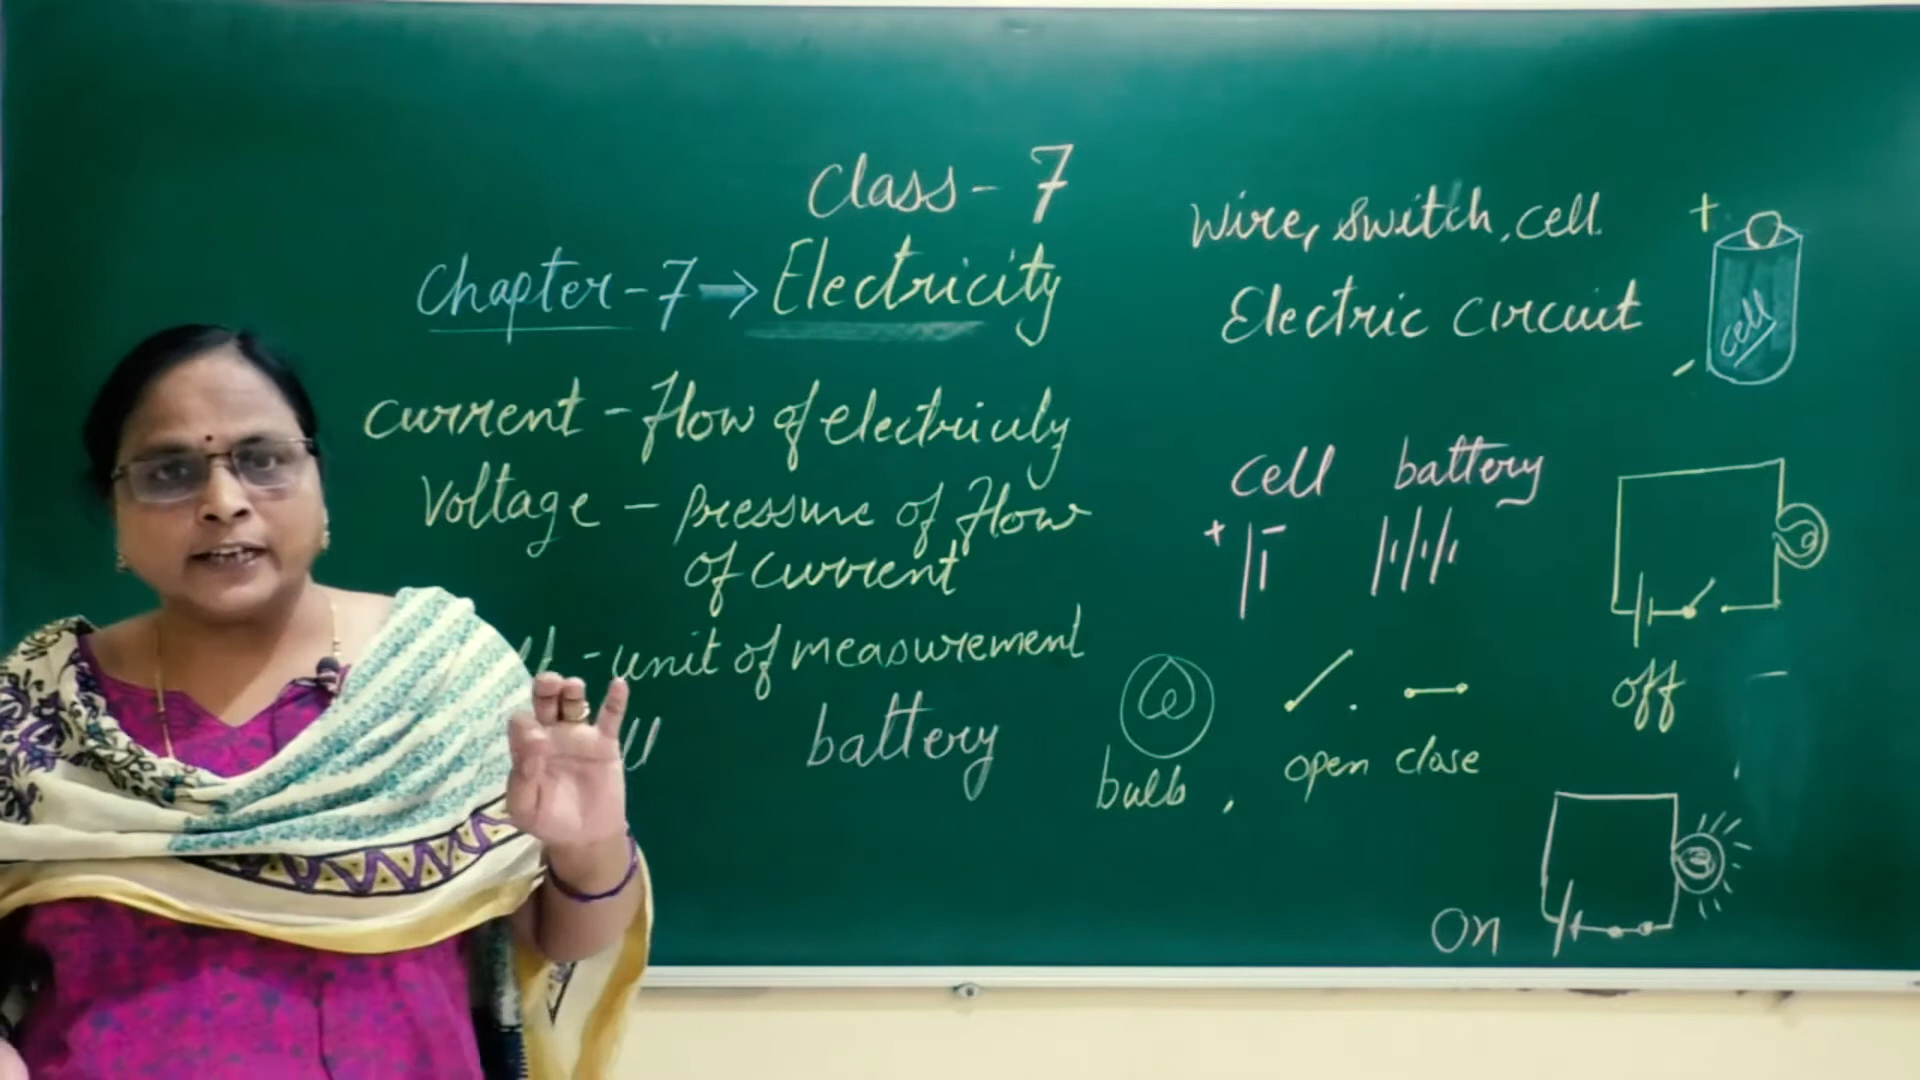 Class - 7
Chapter - 7 → Electricity
Current - Flow of electriculy
Voltage - Pressure of Flow
of current
- unit of measurement
battery
Wire, Switch, cell.
Electric circuit
+
cell
-
cell battery
+ -
off
bulb,
open close
On